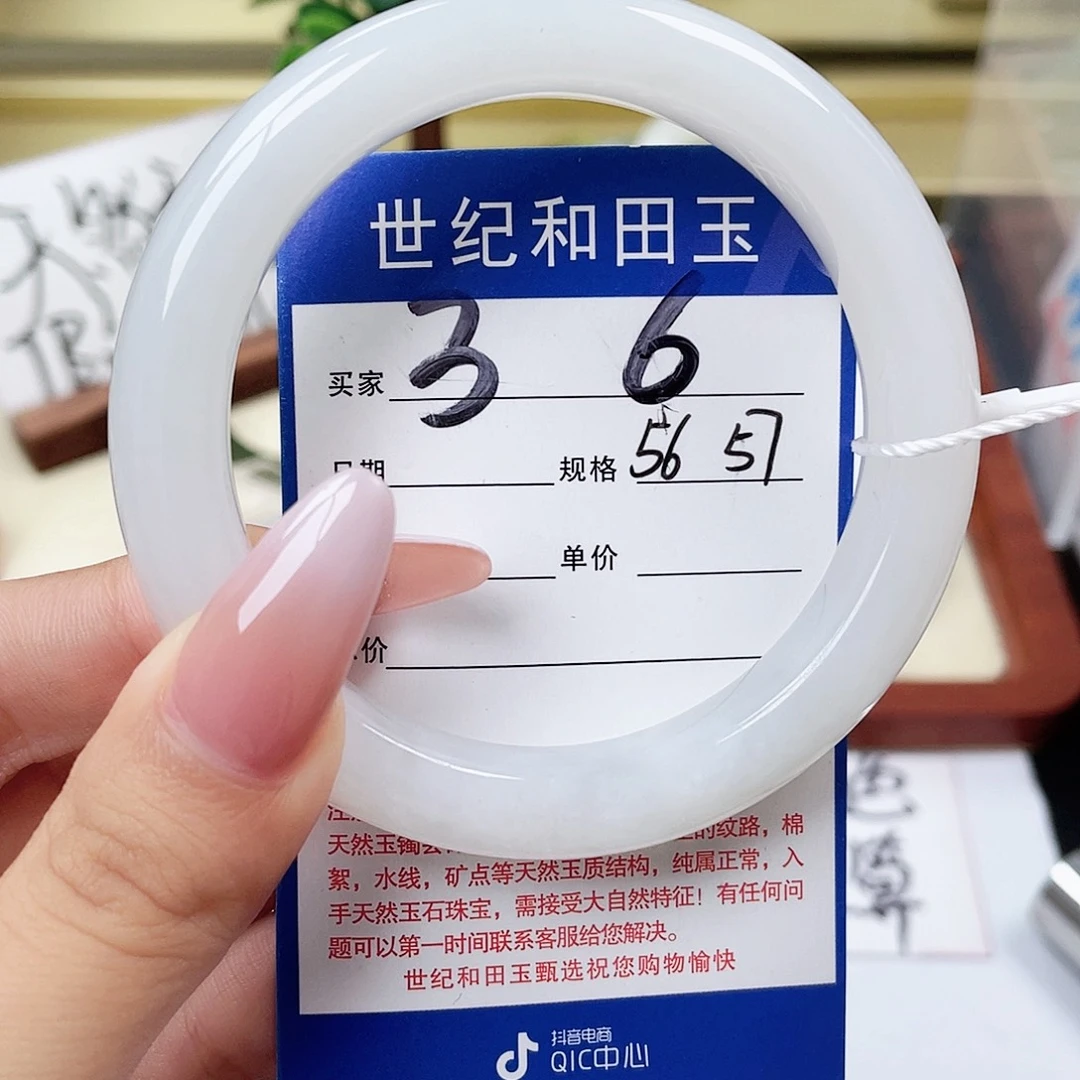 世纪和田玉
买家 3 6
日期 规格 56 57
单价
价
天然玉镯 的纹路，棉
絮，水线，矿点等天然玉质结构，纯属正常，入
手天然玉石珠宝，需接受大自然特征！有任何问
题可以第一时间联系客服给您解决。
世纪和田玉甄选祝您购物愉快
抖音电商
QIC中心